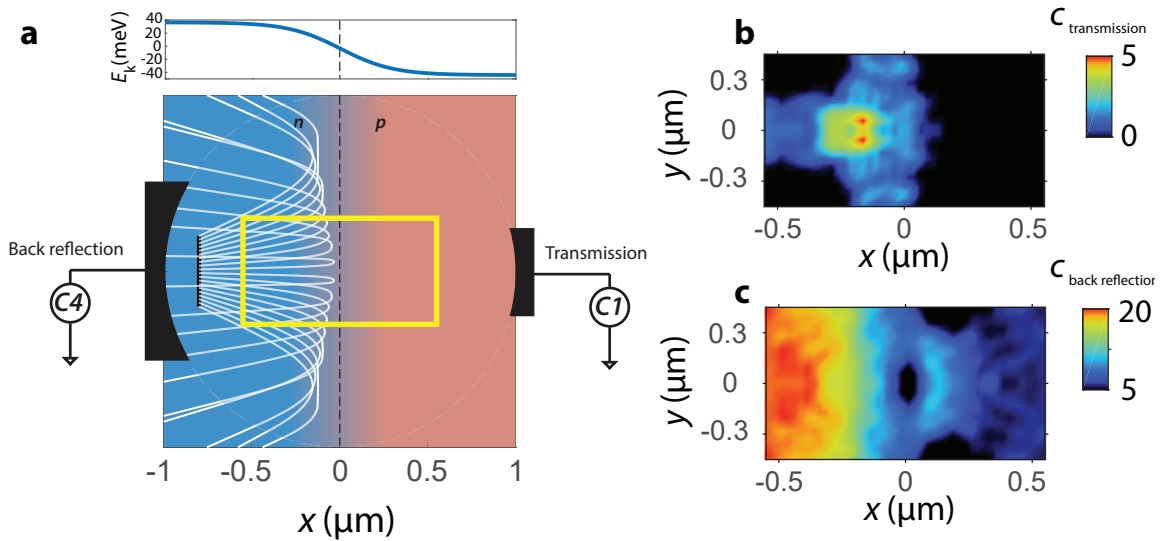 a
E_k (meV)
40
20
0
-20
-40
n
p
Back reflection
C4
Transmission
C1
-1
-0.5
0
0.5
1
x (μm)
b
C transmission
5
0
y (μm)
0.3
0
-0.3
-0.5
0
0.5
x (μm)
c
C back reflection
20
5
y (μm)
0.3
0
-0.3
-0.5
0
0.5
x (μm)